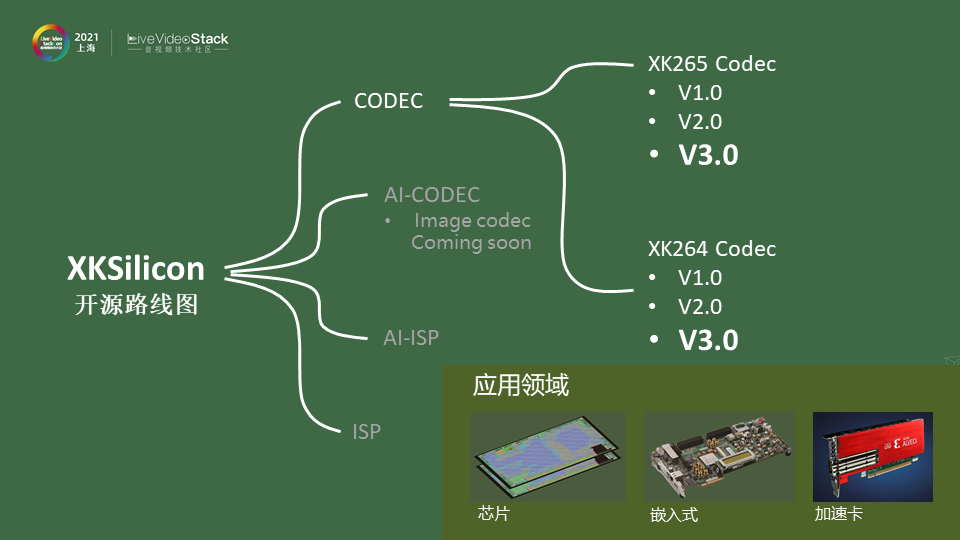 2021
上海
LiveVideoStack
音视频技术社区
XKSilicon
开源路线图
CODEC
XK265 Codec
• V1.0
• V2.0
• V3.0
XK264 Codec
• V1.0
• V2.0
• V3.0
AI-CODEC
• Image codec
Coming soon
AI-ISP
ISP
应用领域
芯片
嵌入式
加速卡
ALVEO